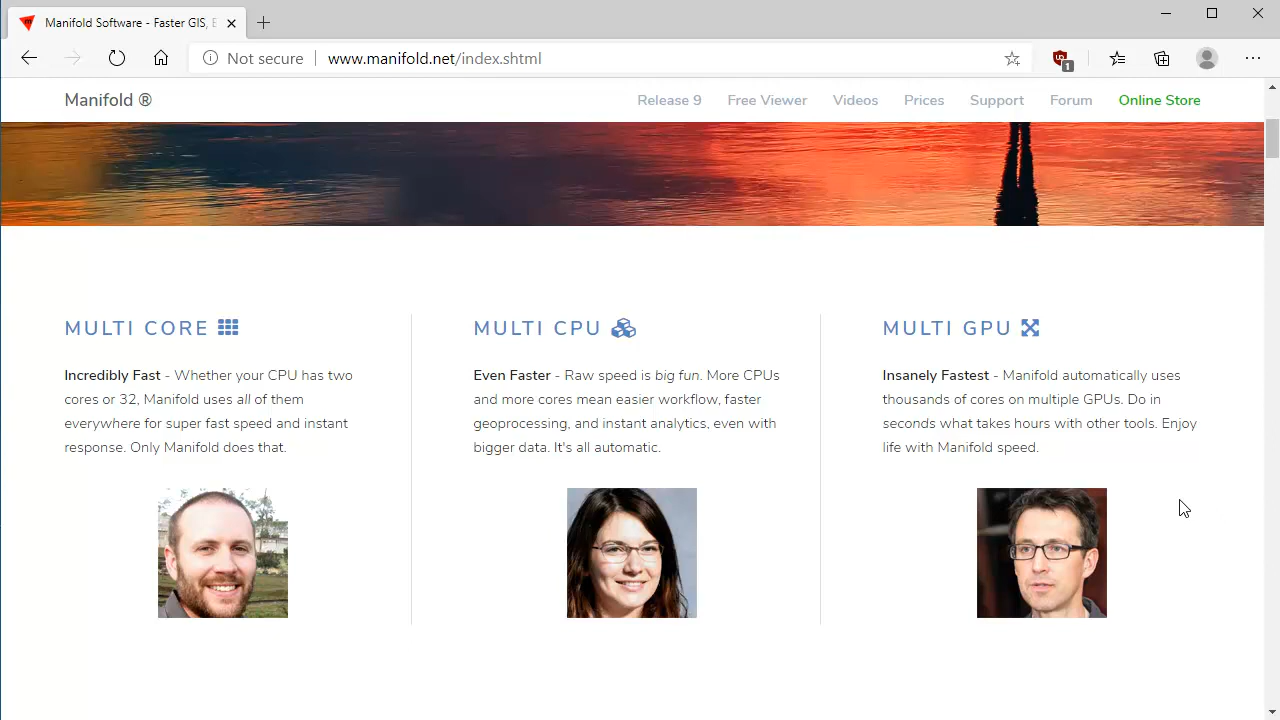 Manifold Software - Faster GIS, E
Not secure
www.manifold.net/index.shtml
1
Manifold ®
Release 9
Free Viewer
Videos
Prices
Support
Forum
Online Store
MULTI CORE
Incredibly Fast - Whether your CPU has two
cores or 32, Manifold uses all of them
everywhere for super fast speed and instant
response. Only Manifold does that.
MULTI CPU
Even Faster - Raw speed is big fun. More CPUs
and more cores mean easier workflow, faster
geoprocessing, and instant analytics, even with
bigger data. It's all automatic.
MULTI GPU
Insanely Fastest - Manifold automatically uses
thousands of cores on multiple GPUs. Do in
seconds what takes hours with other tools. Enjoy
life with Manifold speed.